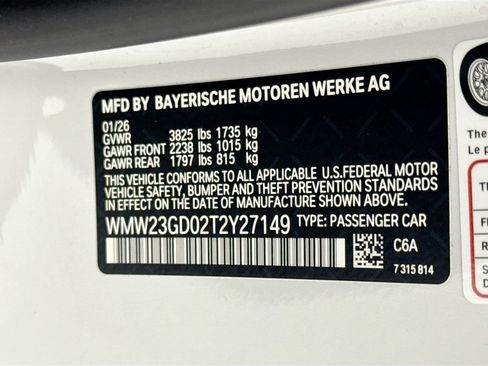 MFD BY BAYERISCHE MOTOREN WERKE AG
01/26
GVWR 3825 lbs 1735 kg
GAWR FRONT 2238 lbs 1015 kg
GAWR REAR 1797 lbs 815 kg
THIS VEHICLE CONFORMS TO ALL APPLICABLE U.S.FEDERAL MOTOR
VEHICLE SAFETY, BUMPER AND THEFT PREVENTION STANDARDS
IN EFFECT ON THE DATE OF MANUFACTURE SHOWN ABOVE.
WMW23GD02T2Y27149 TYPE: PASSENGER CAR
C6A
7 315 814
The
Le p